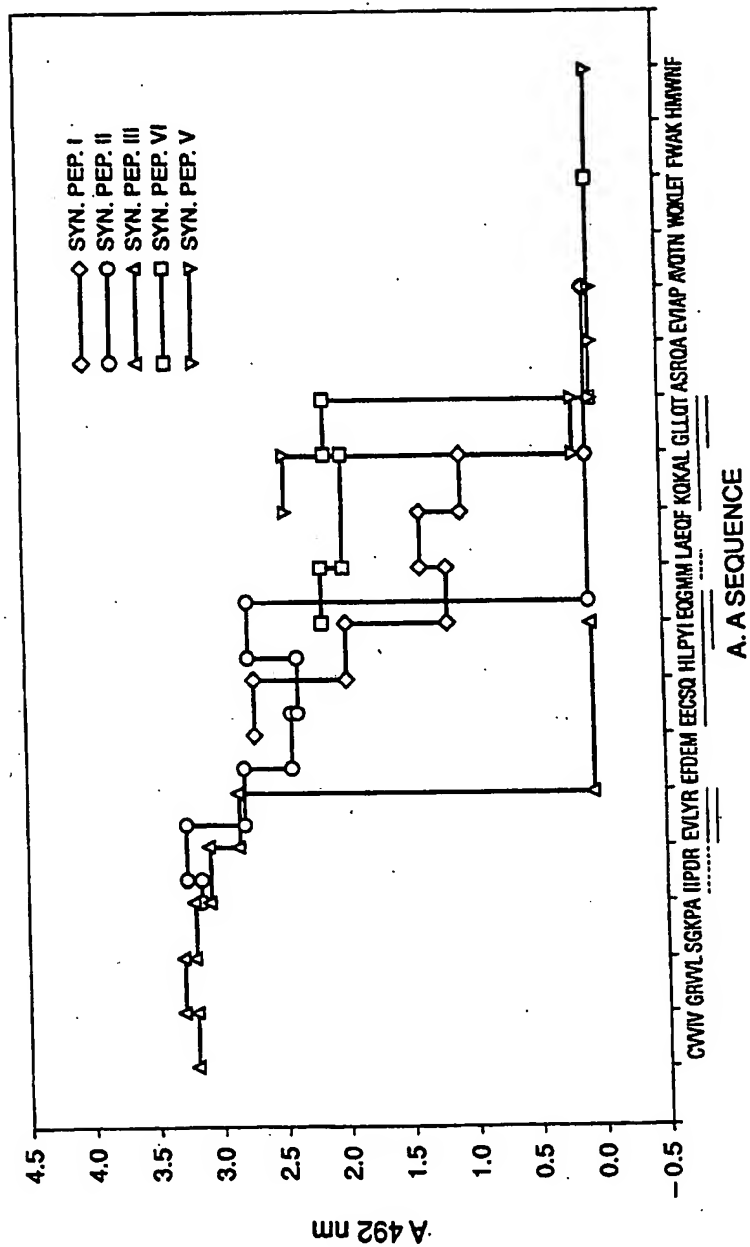 A 492 nm
4.5
4.0
3.5
3.0
2.5
2.0
1.5
1.0
0.5
0.0
-0.5
SYN. PEP. I
SYN. PEP. II
SYN. PEP. III
SYN. PEP. VI
SYN. PEP. V
CVVIV GRVVL SGKPA IIPDR EVLYR EFDEM EECSQ HLPYI EQGMM LAEQF KQKAL GLLQT ASRQA EVIAP AVQTN WQKLET FWAK HMWNF
A. A SEQUENCE